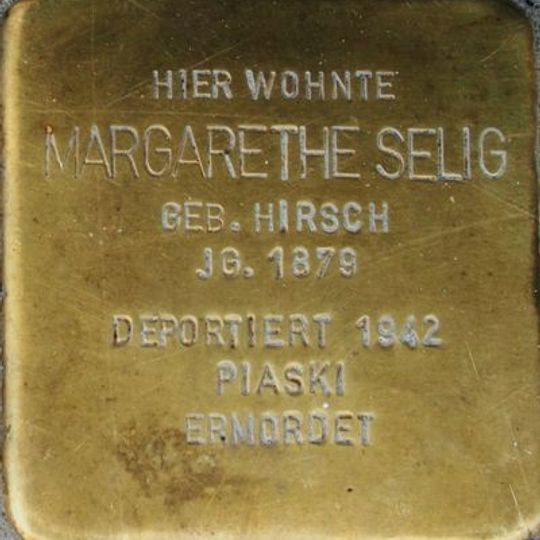 HIER WOHNTE
MARGARETHE SELIG
GEB. HIRSCH
JG. 1879
DEPORTIERT 1942
PIASKI
ERMORDET